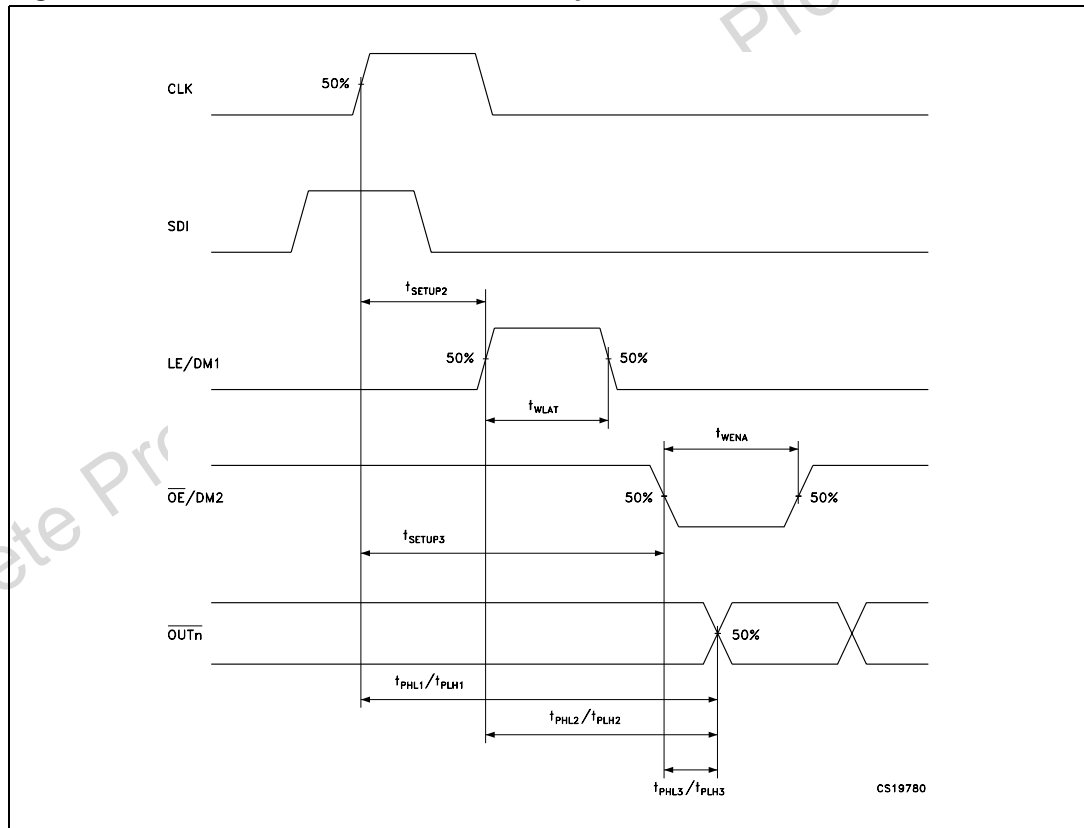 CLK
50%
SDI
tSETUP2
LE/DM1
50%
50%
tWLAT
tWENA
OE/DM2
50%
50%
tSETUP3
OUTn
50%
tPHL1/tPLH1
tPHL2/tPLH2
tPHL3/tPLH3
CS19780